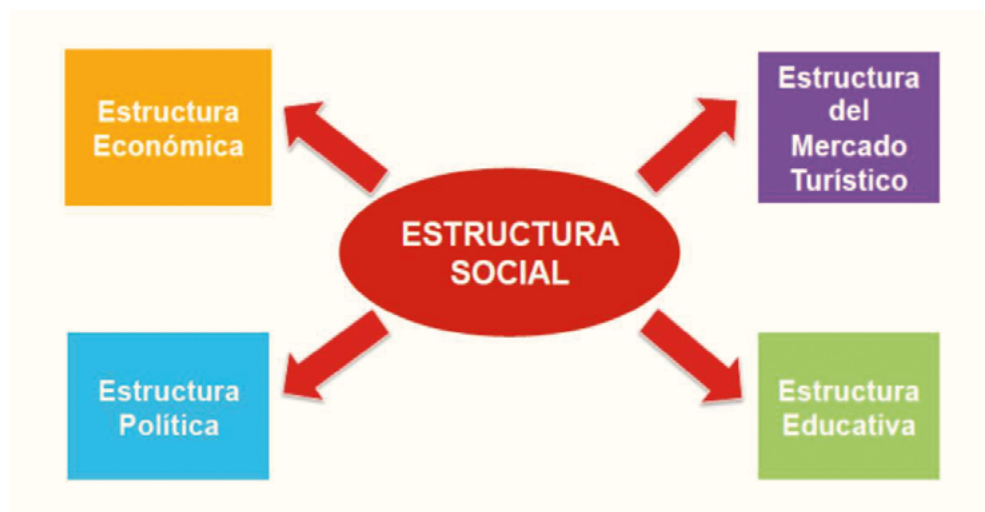 Estructura
Económica
Estructura
del
Mercado
Turístico
ESTRUCTURA
SOCIAL
Estructura
Política
Estructura
Educativa